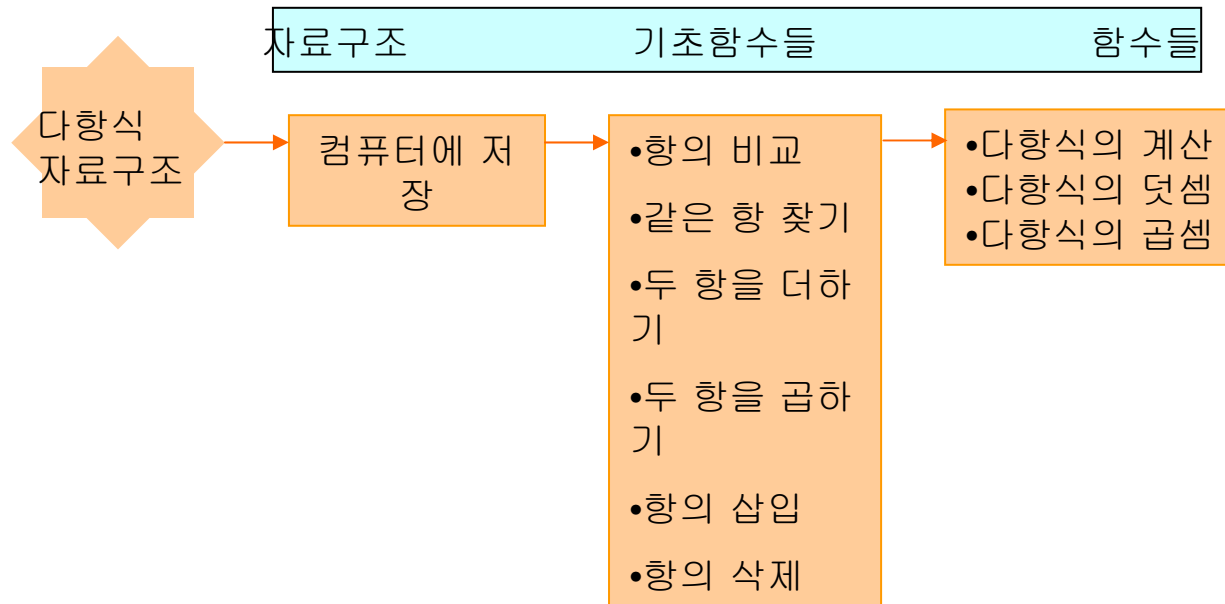 자료구조 기초함수들 함수들
다항식
자료구조
컴퓨터에 저
장
•항의 비교
•같은 항 찾기
•두 항을 더하
기
•두 항을 곱하
기
•항의 삽입
•항의 삭제
•다항식의 계산
•다항식의 덧셈
•다항식의 곱셈